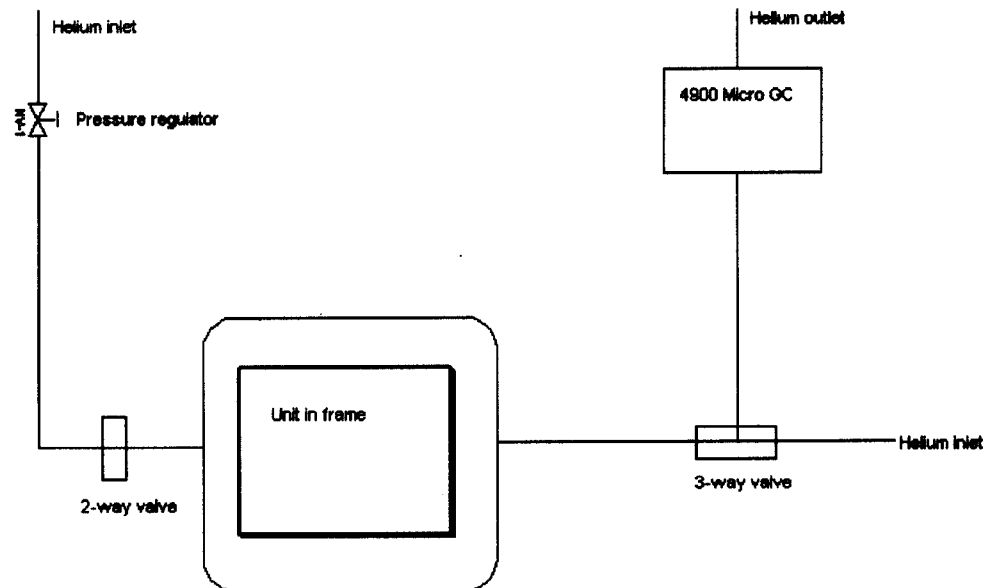 Helium inlet
Helium outlet
4900 Micro GC
Pressure regulator
Unit in frame
Helium inlet
2-way valve
3-way valve